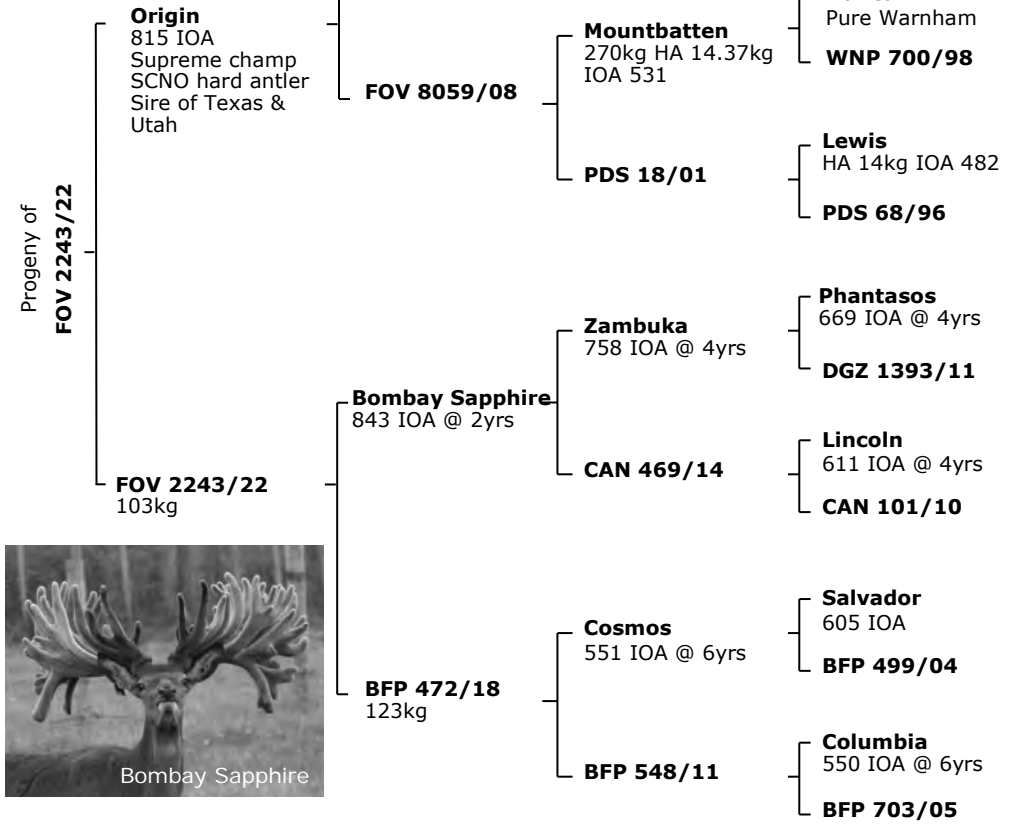 Progeny of
FOV 2243/22
Origin
815 IOA
Supreme champ
SCNO hard antler
Sire of Texas &
Utah
FOV 2243/22
103kg
Bombay Sapphire
FOV 8059/08
Bombay Sapphire
843 IOA @ 2yrs
BFP 472/18
123kg
Mountbatten
270kg HA 14.37kg
IOA 531
PDS 18/01
Zambuka
758 IOA @ 4yrs
CAN 469/14
Cosmos
551 IOA @ 6yrs
BFP 548/11
Pure Warnham
WNP 700/98
Lewis
HA 14kg IOA 482
PDS 68/96
Phantasos
669 IOA @ 4yrs
DGZ 1393/11
Lincoln
611 IOA @ 4yrs
CAN 101/10
Salvador
605 IOA
BFP 499/04
Columbia
550 IOA @ 6yrs
BFP 703/05